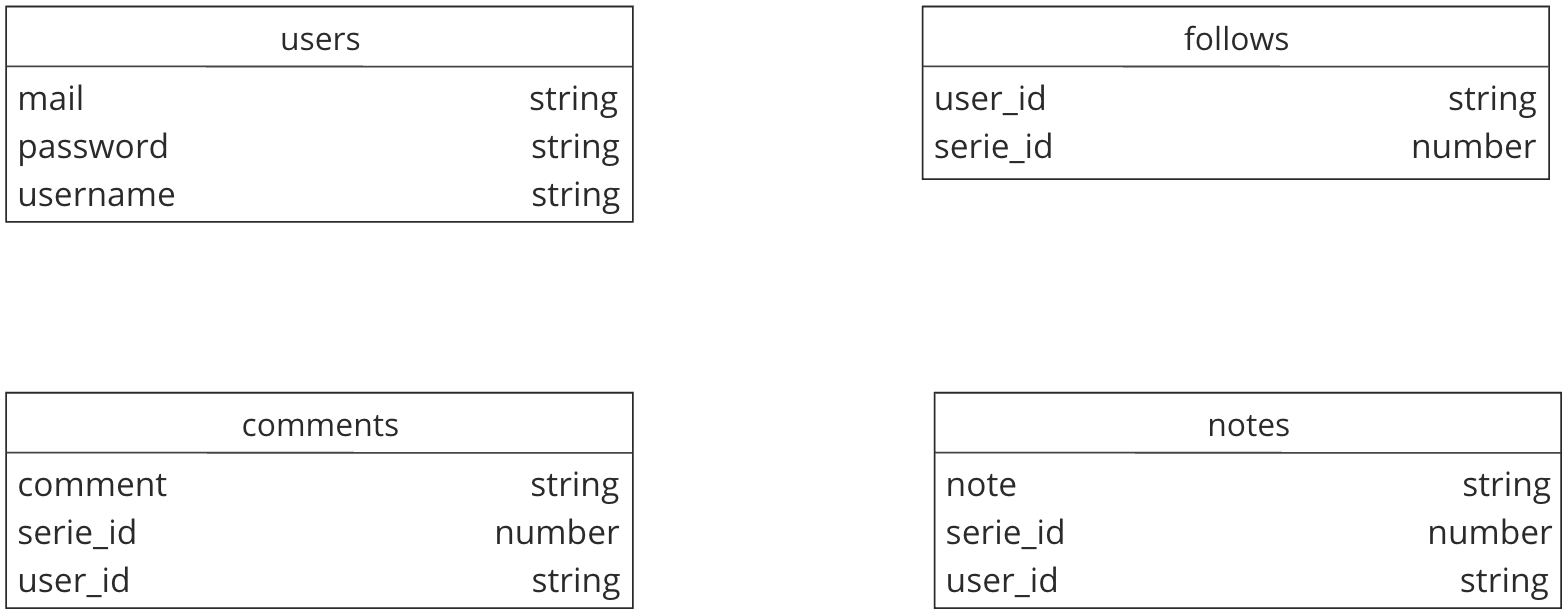 users
mail string
password string
username string
follows
user_id string
serie_id number
comments
comment string
serie_id number
user_id string
notes
note string
serie_id number
user_id string